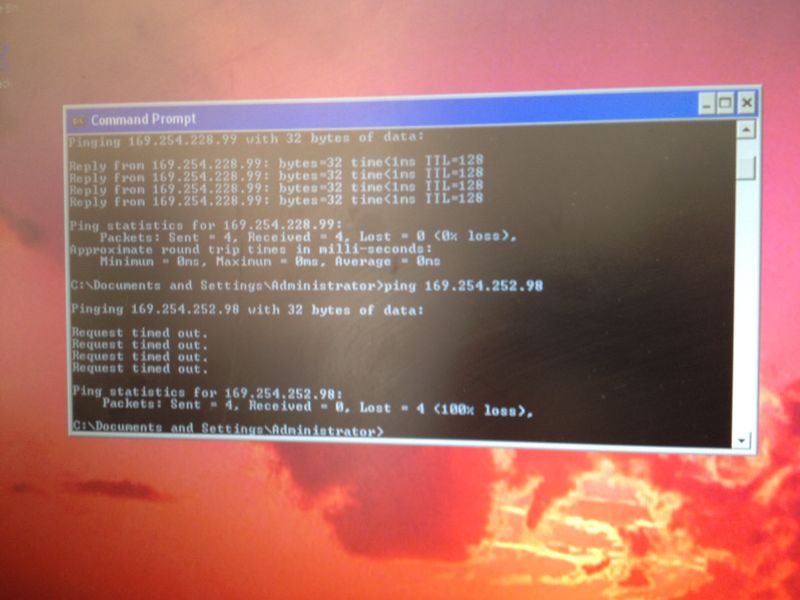 Command Prompt
Pinging 169.254.228.99 with 32 bytes of data:
Reply from 169.254.228.99: bytes=32 time<1ms TTL=128
Reply from 169.254.228.99: bytes=32 time<1ms TTL=128
Reply from 169.254.228.99: bytes=32 time<1ms TTL=128
Reply from 169.254.228.99: bytes=32 time<1ms TTL=128
Ping statistics for 169.254.228.99:
Packets: Sent = 4, Received = 4, Lost = 0 (0% loss),
Approximate round trip times in milli-seconds:
Minimum = 0ms, Maximum = 0ms, Average = 0ms
C:\Documents and Settings\Administrator>ping 169.254.252.98
Pinging 169.254.252.98 with 32 bytes of data:
Request timed out.
Request timed out.
Request timed out.
Request timed out.
Ping statistics for 169.254.252.98:
Packets: Sent = 4, Received = 0, Lost = 4 (100% loss),
C:\Documents and Settings\Administrator>